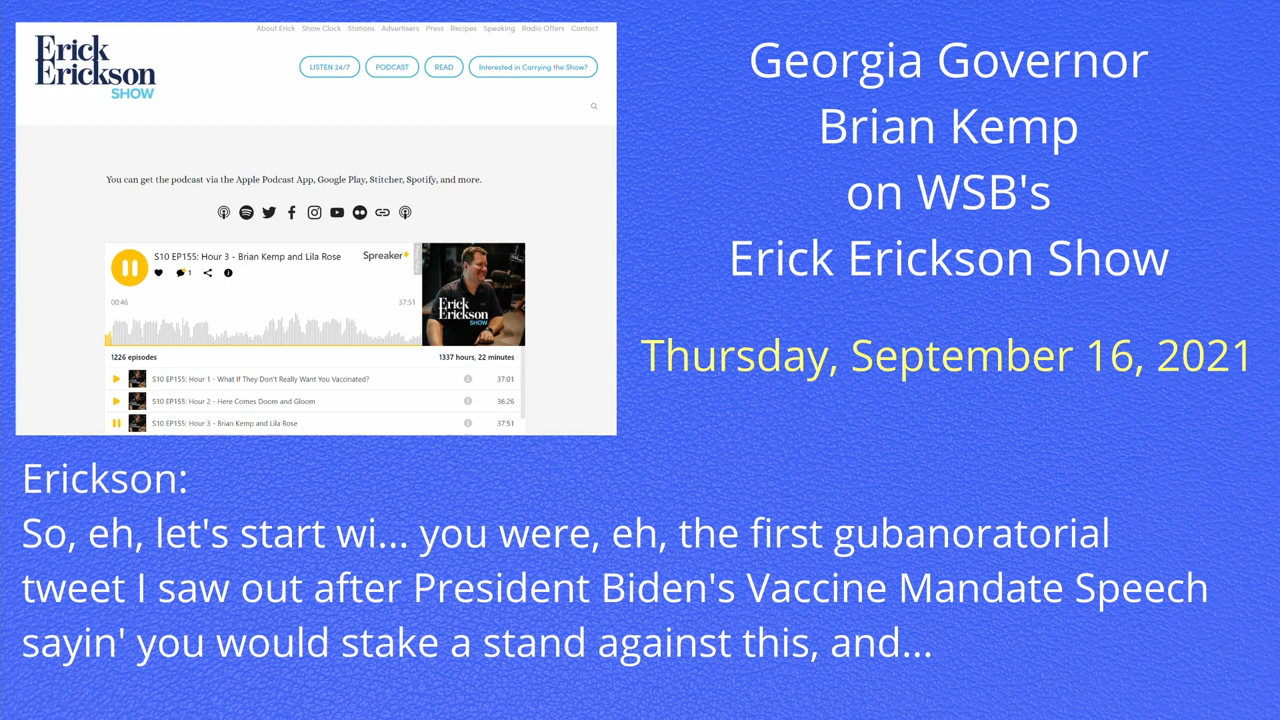 About Erick Show Clock Stations Advertisers Press Recipes Speaking Radio Offers Contact
Erick
Erickson
SHOW
LISTEN 24/7 PODCAST READ Interested in Carrying the Show?
You can get the podcast via the Apple Podcast App, Google Play, Stitcher, Spotify, and more.
S10 EP155: Hour 3 - Brian Kemp and Lila Rose
Spreaker
1
00:46 37:51
Erick
Erickson
SHOW
1226 episodes 1337 hours, 22 minutes
S10 EP155: Hour 1 - What If They Don't Really Want You Vaccinated? 37:01
S10 EP155: Hour 2 - Here Comes Doom and Gloom 36:26
S10 EP155: Hour 3 - Brian Kemp and Lila Rose 37:51
Georgia Governor
Brian Kemp
on WSB's
Erick Erickson Show
Thursday, September 16, 2021
Erickson:
So, eh, let's start wi... you were, eh, the first gubanoratorial
tweet I saw out after President Biden's Vaccine Mandate Speech
sayin' you would stake a stand against this, and...